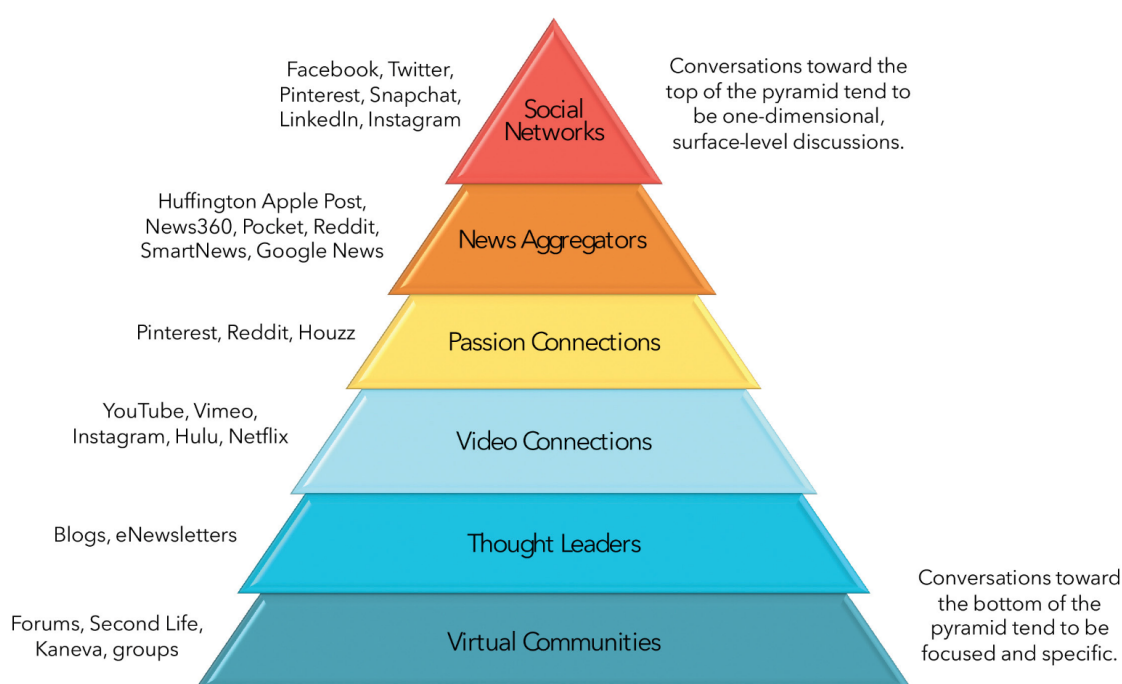 Facebook, Twitter,
Pinterest, Snapchat,
LinkedIn, Instagram
Social
Networks
Conversations toward the
top of the pyramid tend to
be one-dimensional,
surface-level discussions.
Huffington Apple Post,
News360, Pocket, Reddit,
SmartNews, Google News
News Aggregators
Pinterest, Reddit, Houzz
Passion Connections
YouTube, Vimeo,
Instagram, Hulu, Netflix
Video Connections
Blogs, eNewsletters
Thought Leaders
Forums, Second Life,
Kaneva, groups
Virtual Communities
Conversations toward
the bottom of the
pyramid tend to be
focused and specific.